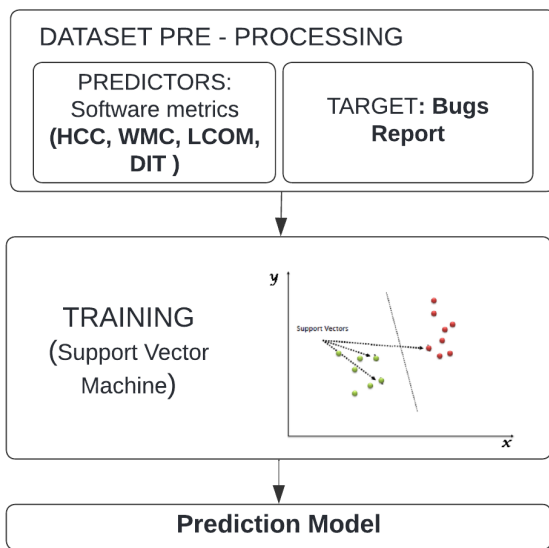 DATASET PRE - PROCESSING
PREDICTORS:
Software metrics
(HCC, WMC, LCOM,
DIT )
TARGET: Bugs
Report
TRAINING
(Support Vector
Machine)
y
Support Vectors
x
Prediction Model